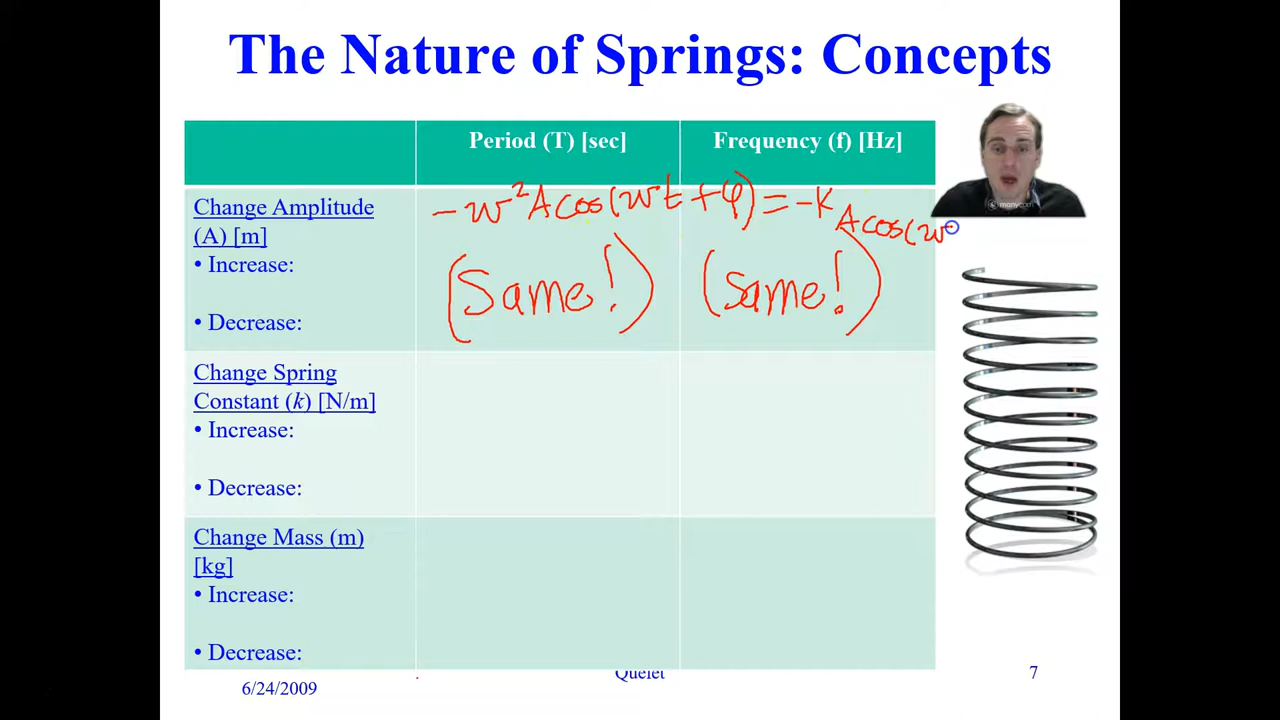 The Nature of Springs: Concepts
Period (T) [sec]
Frequency (f) [Hz]
Change Amplitude
(A) [m]
• Increase:
• Decrease:
-w²Acos(wt+φ)=-k
Acos(w
(Same!)
(Same!)
Change Spring
Constant (k) [N/m]
• Increase:
• Decrease:
Change Mass (m)
[kg]
• Increase:
• Decrease:
6/24/2009
Quelet
7